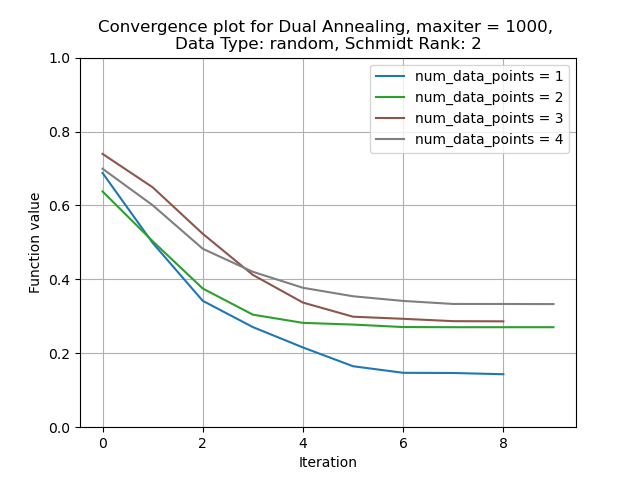 Convergence plot for Dual Annealing, maxiter = 1000,
Data Type: random, Schmidt Rank: 2
num_data_points = 1
num_data_points = 2
num_data_points = 3
num_data_points = 4
Function value
1.0
0.8
0.6
0.4
0.2
0.0
0 2 4 6 8
Iteration